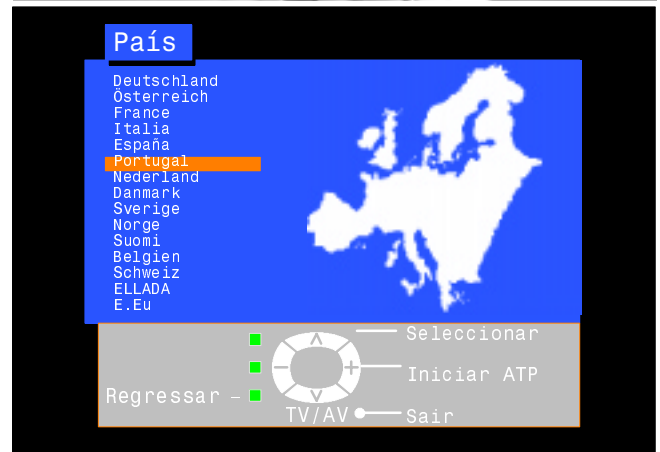 País
Deutschland
Österreich
France
Italia
España
Portugal
Nederland
Danmark
Sverige
Norge
Suomi
Belgien
Schweiz
ELLADA
E.Eu
Seleccionar
Iniciar ATP
Regressar –
TV/AV
Sair